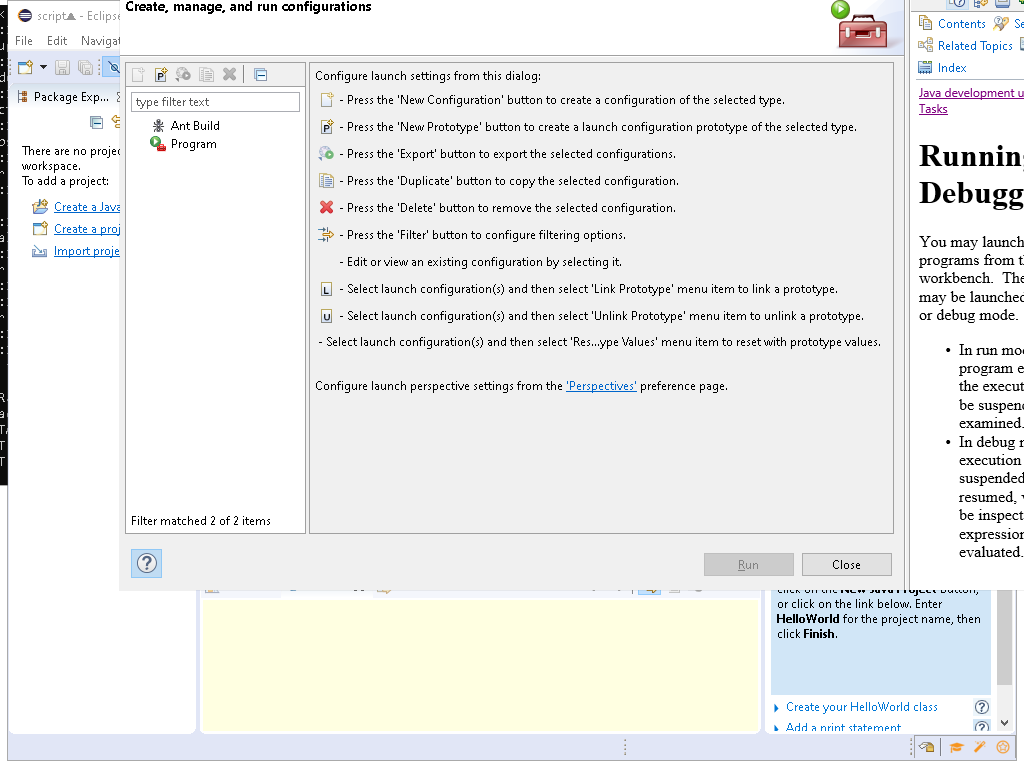 script▲ - Eclipse
File Edit Navigat
Package Exp...
There are no projec
workspace.
To add a project:
Create a Java
Create a proj
Import proje
Create, manage, and run configurations
type filter text
Ant Build
Program
Filter matched 2 of 2 items
Configure launch settings from this dialog:
- Press the 'New Configuration' button to create a configuration of the selected type.
P - Press the 'New Prototype' button to create a launch configuration prototype of the selected type.
- Press the 'Export' button to export the selected configurations.
- Press the 'Duplicate' button to copy the selected configuration.
- Press the 'Delete' button to remove the selected configuration.
- Press the 'Filter' button to configure filtering options.
- Edit or view an existing configuration by selecting it.
L - Select launch configuration(s) and then select 'Link Prototype' menu item to link a prototype.
U - Select launch configuration(s) and then select 'Unlink Prototype' menu item to unlink a prototype.
- Select launch configuration(s) and then select 'Res...ype Values' menu item to reset with prototype values.
Configure launch perspective settings from the 'Perspectives' preference page.
?
Run Close
Contents Se
Related Topics
Index
Java development u
Tasks
Running
Debugg
You may launch
programs from th
workbench. The
may be launched
or debug mode.
• In run mod
program e
the execut
be suspend
examined.
• In debug m
execution
suspended
resumed, v
be inspect
expression
evaluated.
click on the New Java Project button,
or click on the link below. Enter
HelloWorld for the project name, then
click Finish.
Create your HelloWorld class
Add a print statement